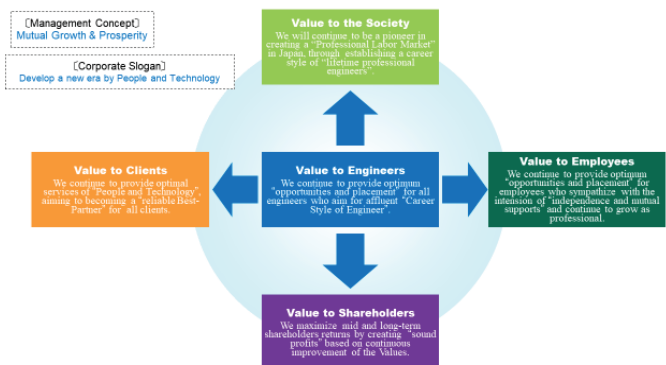 〔Management Concept〕
Mutual Growth & Prosperity
〔Corporate Slogan〕
Develop a new era by People and Technology
Value to the Society
We will continue to be a pioneer in
creating a “Professional Labor Market”
in Japan, through establishing a career
style of “lifetime professional
engineers”.
Value to Clients
We continue to provide optimal
services of "People and Technology",
aiming to becoming a "reliable Best-
Partner" for all clients.
Value to Engineers
We continue to provide optimum
"opportunities and placement" for all
engineers who aim for affluent "Career
Style of Engineer".
Value to Employees
We continue to provide optimum
"opportunities and placement" for
employees who sympathize with the
intension of "independence and mutual
supports" and continue to grow as
professional.
Value to Shareholders
We maximize mid and long-term
shareholders returns by creating "sound
profits" based on continuous
improvement of the Values.